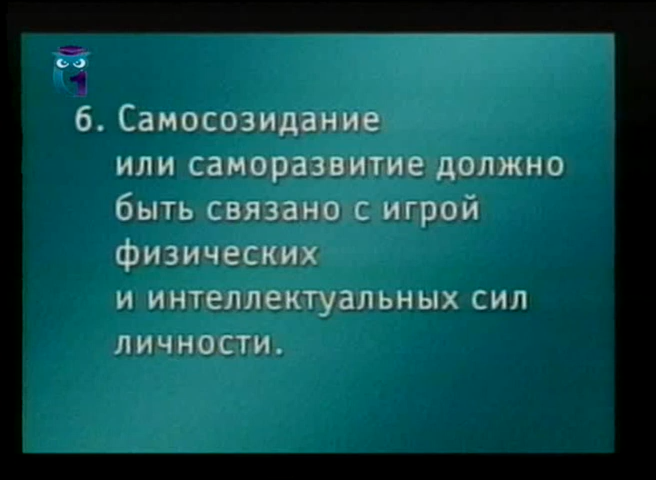 6. Самосозидание
или саморазвитие должно
быть связано с игрой
физических
и интеллектуальных сил
личности.